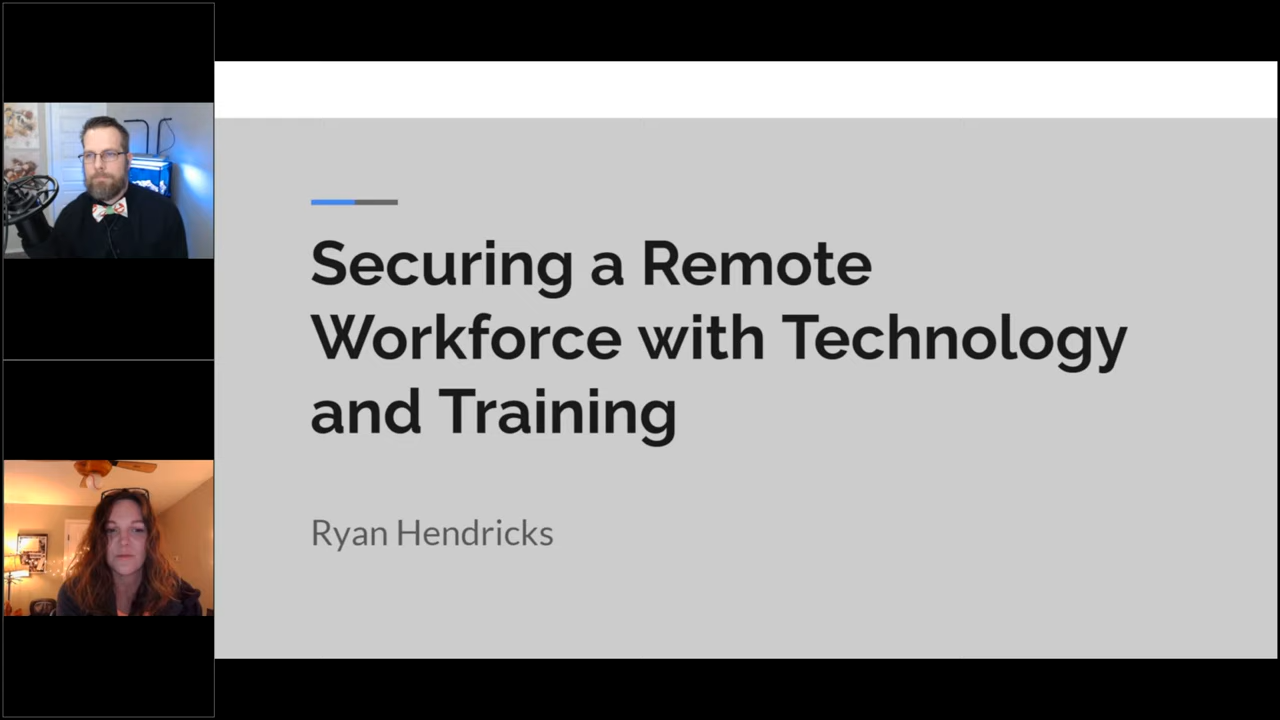 Securing a Remote
Workforce with Technology
and Training
Ryan Hendricks